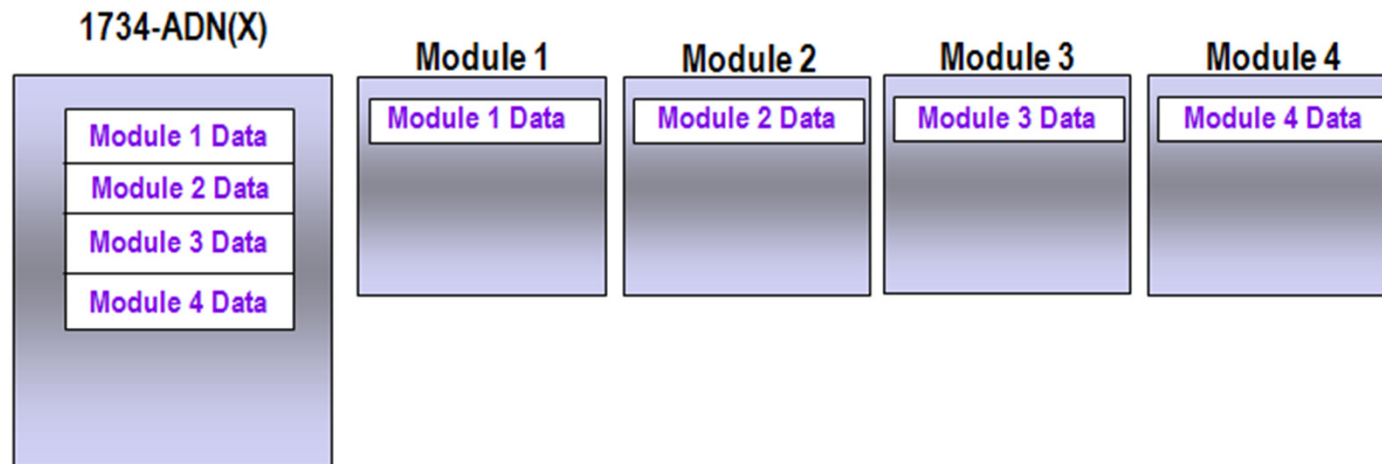 1734-ADN(X)
Module 1 Data
Module 2 Data
Module 3 Data
Module 4 Data
Module 1
Module 1 Data
Module 2
Module 2 Data
Module 3
Module 3 Data
Module 4
Module 4 Data